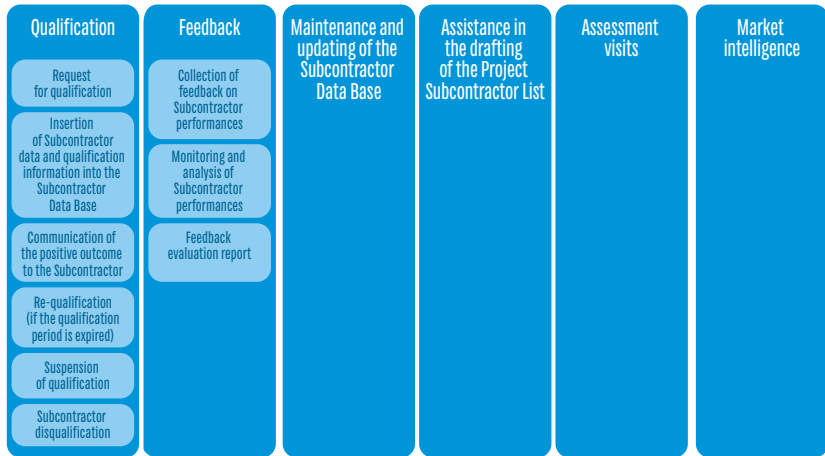 Qualification
Request
for qualification
Insertion
of Subcontractor
data and qualification
information into the
Subcontractor
Data Base
Communication of
the positive outcome
to the Subcontractor
Re-qualification
(if the qualification
period is expired)
Suspension
of qualification
Subcontractor
disqualification
Feedback
Collection of
feedback on
Subcontractor
performances
Monitoring and
analysis of
Subcontractor
performances
Feedback
evaluation report
Maintenance and
updating of the
Subcontractor
Data Base
Assistance in
the drafting
of the Project
Subcontractor List
Assessment
visits
Market
intelligence